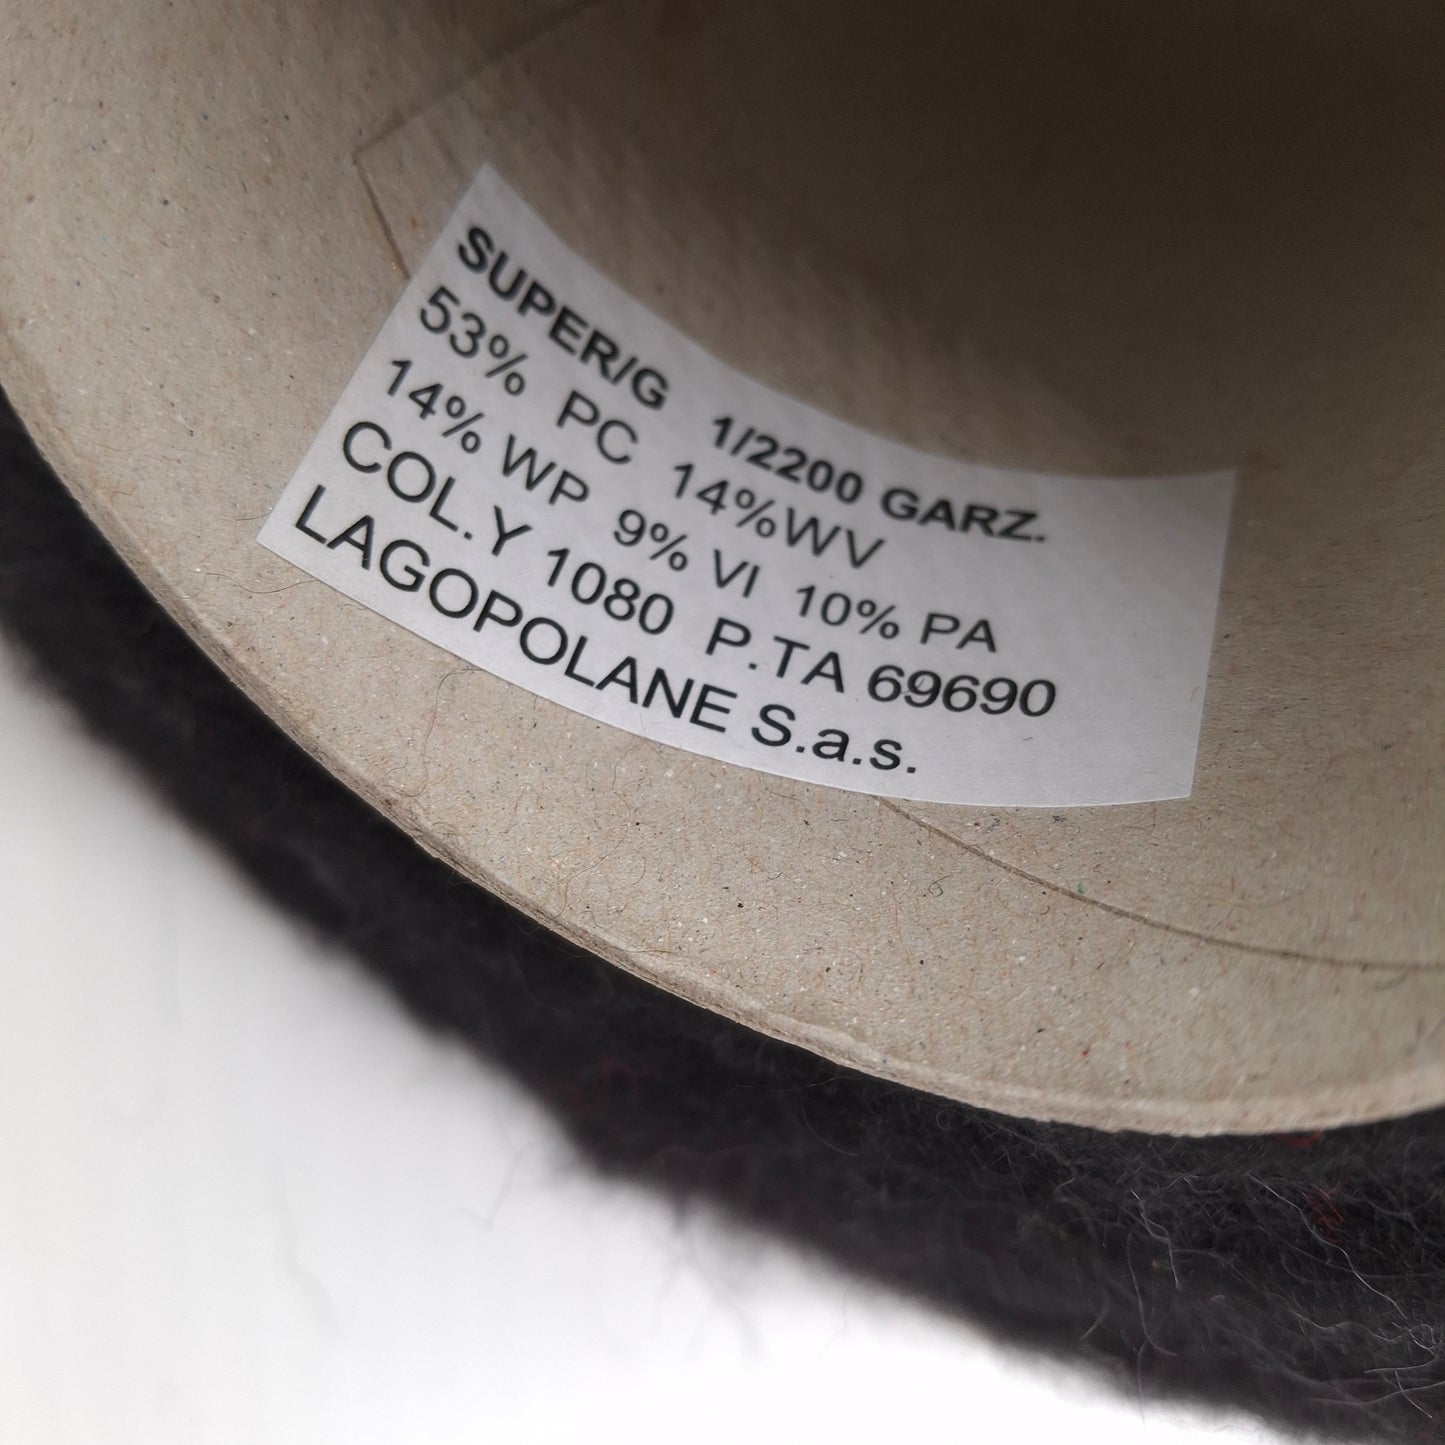 SUPER/G 1/2200 GARZ.
53% PC 14%WV
14% WP 9% VI 10% PA
COL.Y 1080 P.TA 69690
LAGOPOLANE S.a.s.